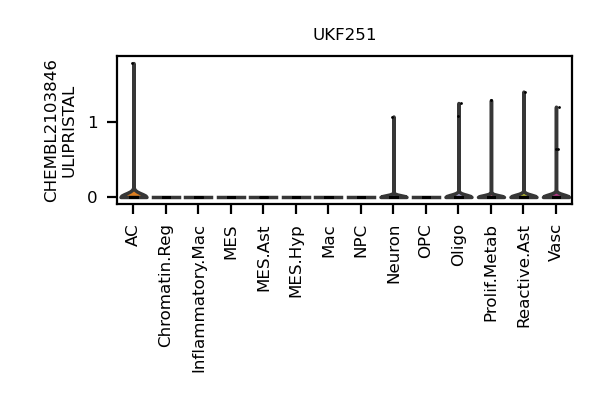 UKF251
CHEMBL2103846
ULIPRISTAL
1
0
AC
Chromatin.Reg
Inflammatory.Mac
MES
MES.Ast
MES.Hyp
Mac
NPC
Neuron
OPC
Oligo
Prolif.Metab
Reactive.Ast
Vasc